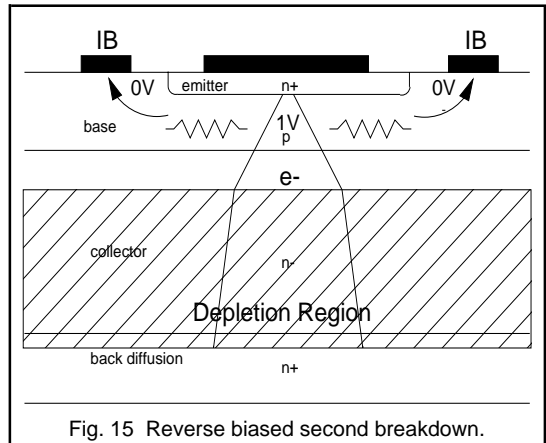 IB IB
0V emitter n+ 0V
base 1V
p
e-
collector
n-
Depletion Region
back diffusion
n+
Fig. 15 Reverse biased second breakdown.